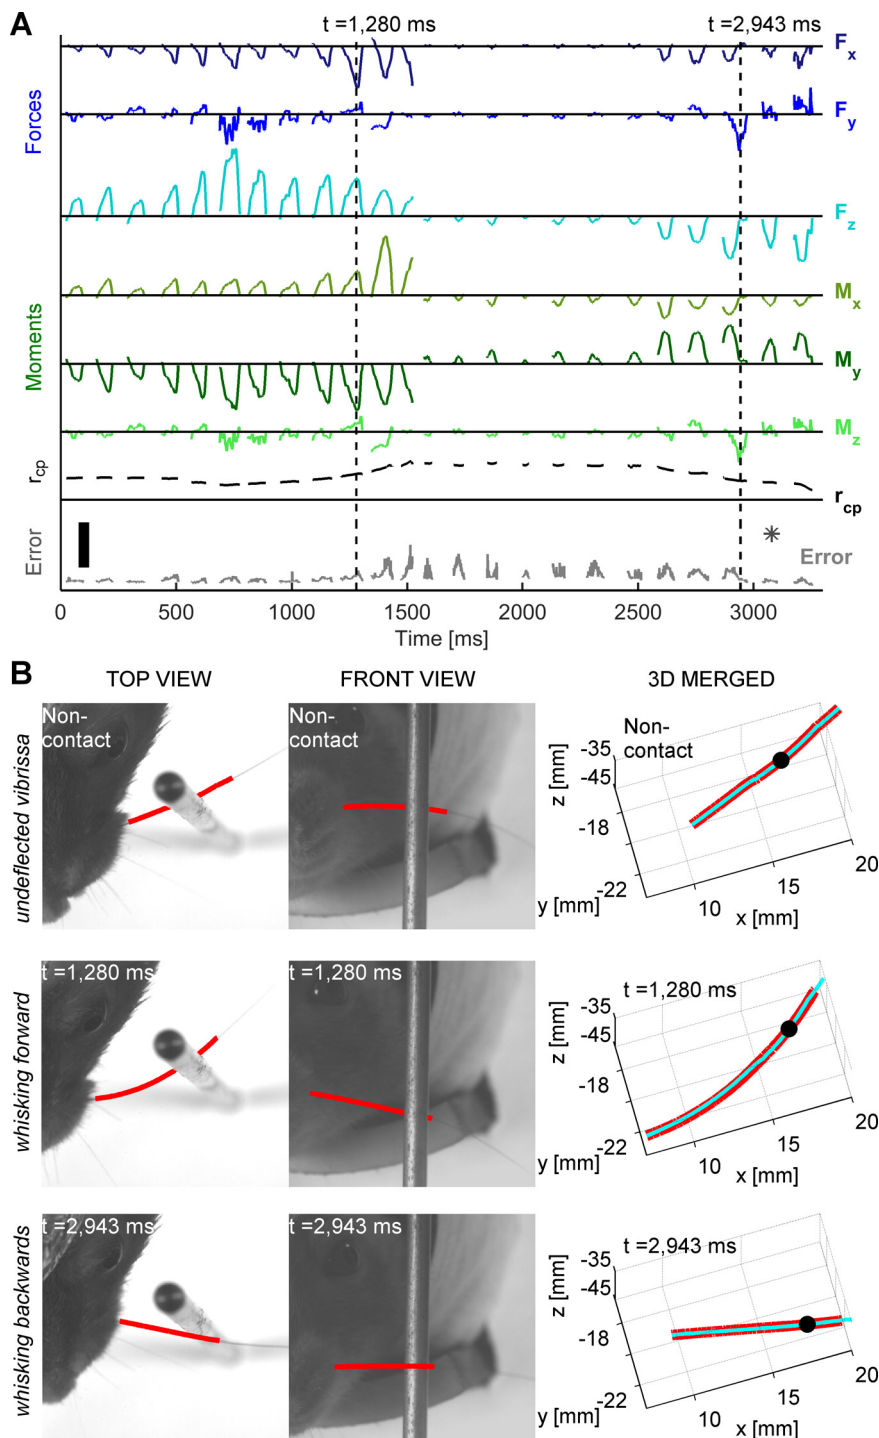 A
t =1,280 ms
t =2,943 ms
Forces
Fx
Fy
Fz
Moments
Mx
My
Mz
rcp
rcp
Error
*
Error
0 500 1000 1500 2000 2500 3000
Time [ms]
B
TOP VIEW FRONT VIEW 3D MERGED
undeflected vibrissa
Non-
contact
Non-
contact
Non-
contact
z [mm]
-35
-45
-18
-22
y [mm]
10
15
20
x [mm]
whisking forward
t =1,280 ms
t =1,280 ms
t =1,280 ms
z [mm]
-35
-45
-18
-22
y [mm]
10
15
20
x [mm]
whisking backwards
t =2,943 ms
t =2,943 ms
t =2,943 ms
z [mm]
-35
-45
-18
-22
y [mm]
10
15
20
x [mm]